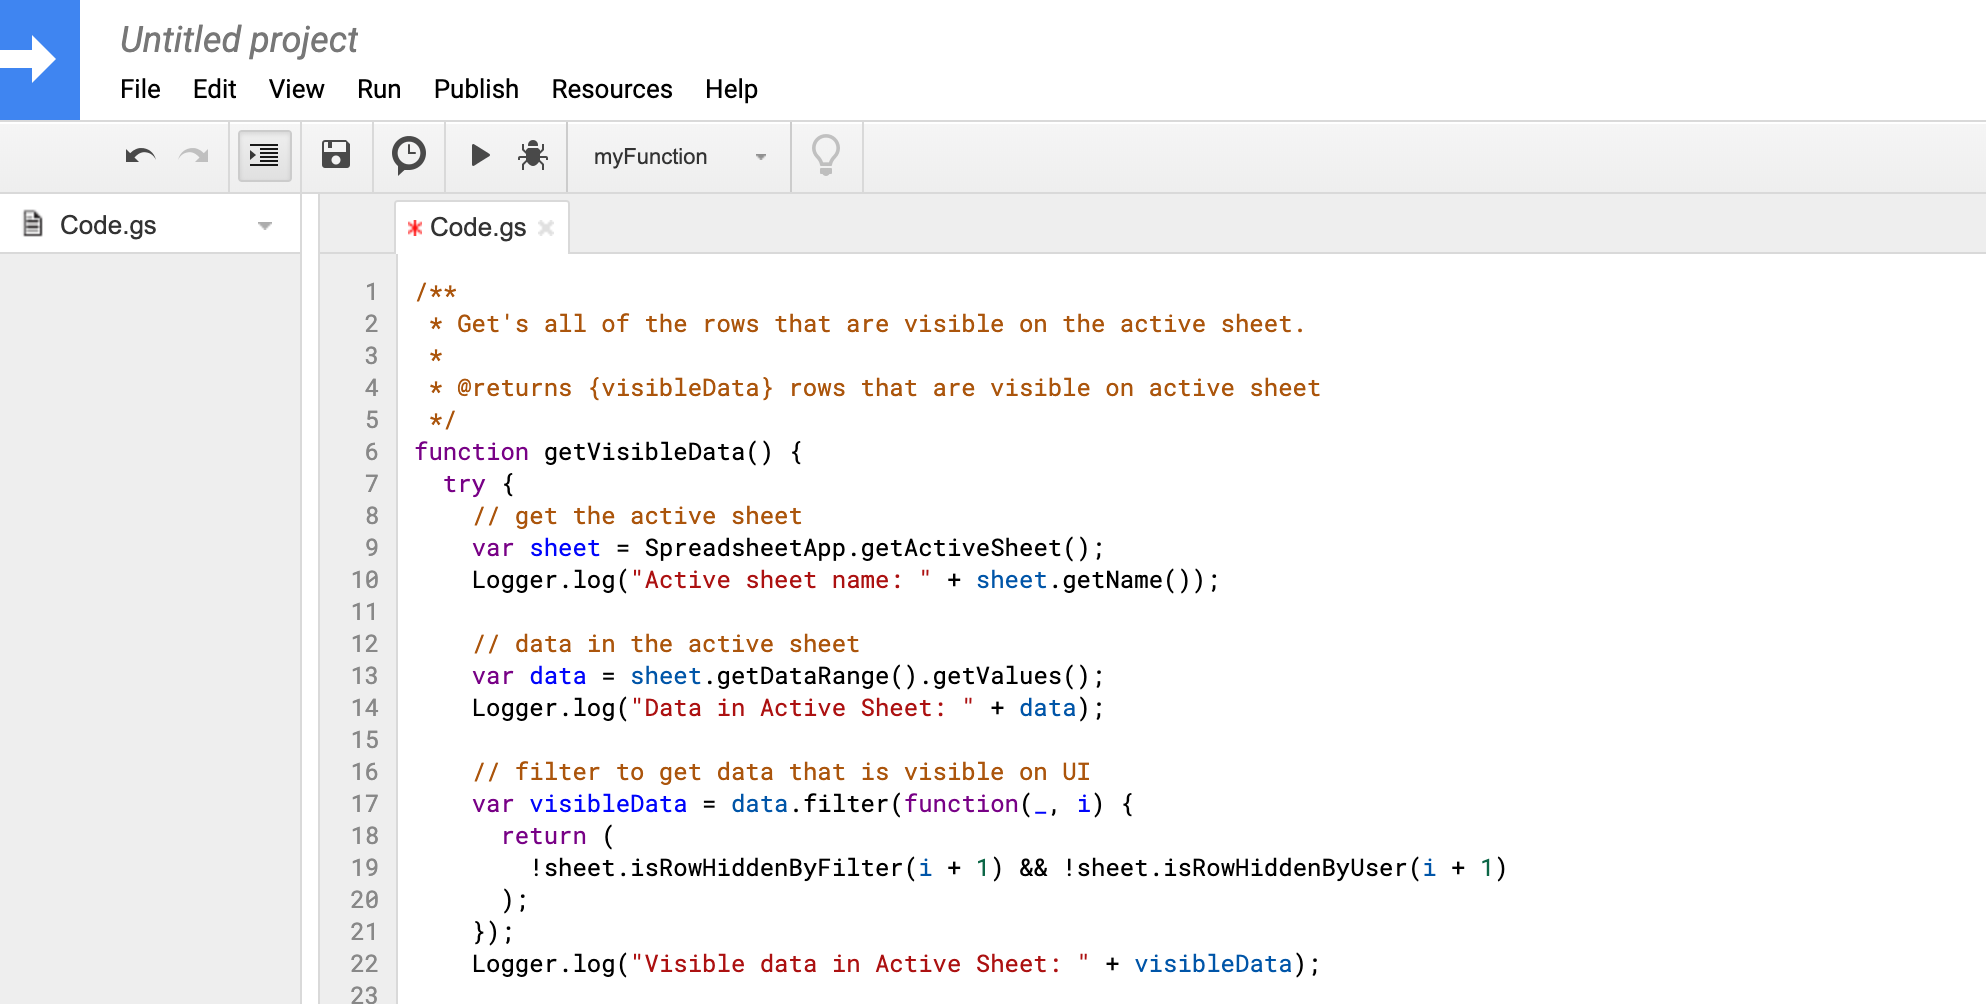 Untitled project
File Edit View Run Publish Resources Help
myFunction
Code.gs
* Code.gs
1 /**
2  * Get's all of the rows that are visible on the active sheet.
3  *
4  * @returns {visibleData} rows that are visible on active sheet
5  */
6 function getVisibleData() {
7   try {
8     // get the active sheet
9     var sheet = SpreadsheetApp.getActiveSheet();
10     Logger.log("Active sheet name: " + sheet.getName());
11
12     // data in the active sheet
13     var data = sheet.getDataRange().getValues();
14     Logger.log("Data in Active Sheet: " + data);
15
16     // filter to get data that is visible on UI
17     var visibleData = data.filter(function(_, i) {
18       return (
19         !sheet.isRowHiddenByFilter(i + 1) && !sheet.isRowHiddenByUser(i + 1)
20       );
21     });
22     Logger.log("Visible data in Active Sheet: " + visibleData);
23